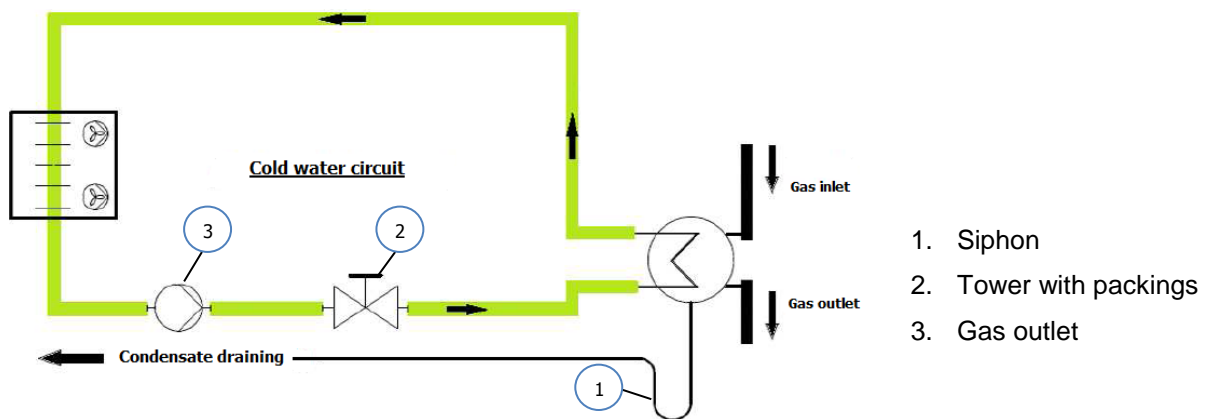 Cold water circuit
Gas inlet
3
2
Gas outlet
Condensate draining
1
1. Siphon
2. Tower with packings
3. Gas outlet